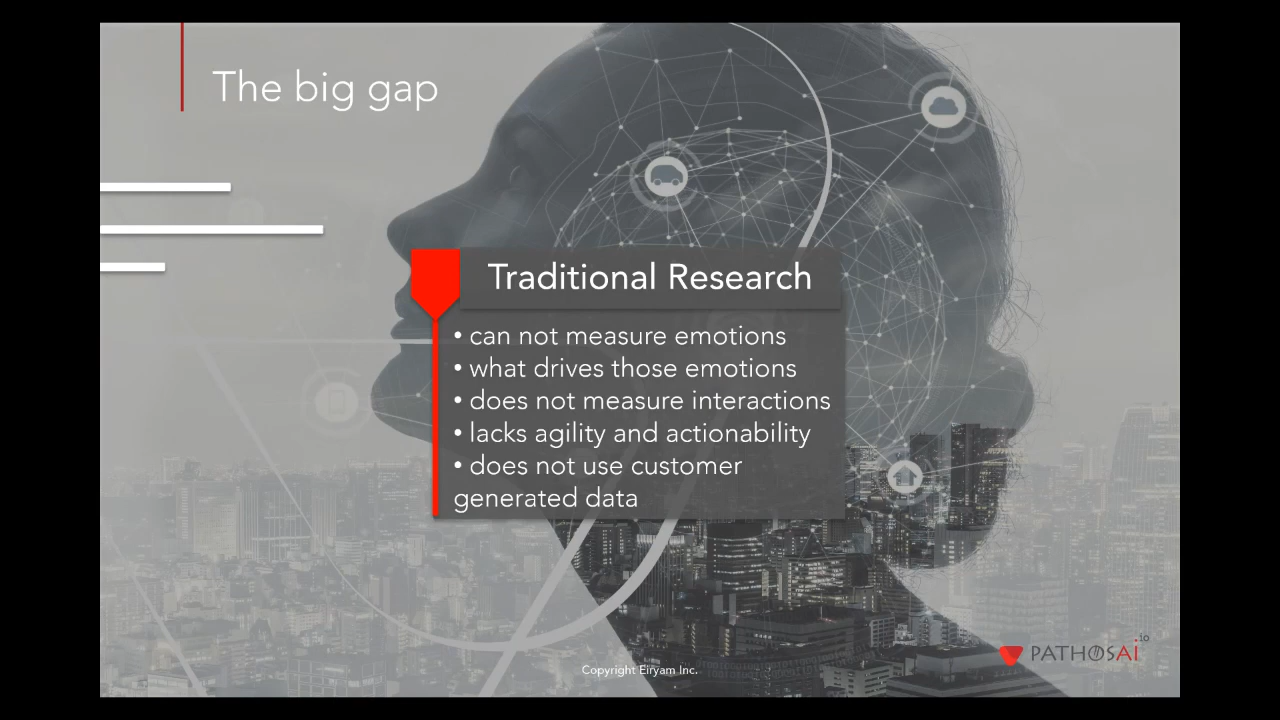 The big gap
Traditional Research
• can not measure emotions
• what drives those emotions
• does not measure interactions
• lacks agility and actionability
• does not use customer
generated data
Copyright Eiryam Inc.
PATHOSAi io